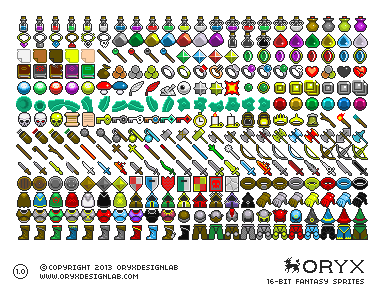 1.0
©COPYRIGHT 2013 ORYXDESIGNLAB
WWW.ORYXDESIGNLAB.COM
ORYX
16-BIT FANTASY SPRITES